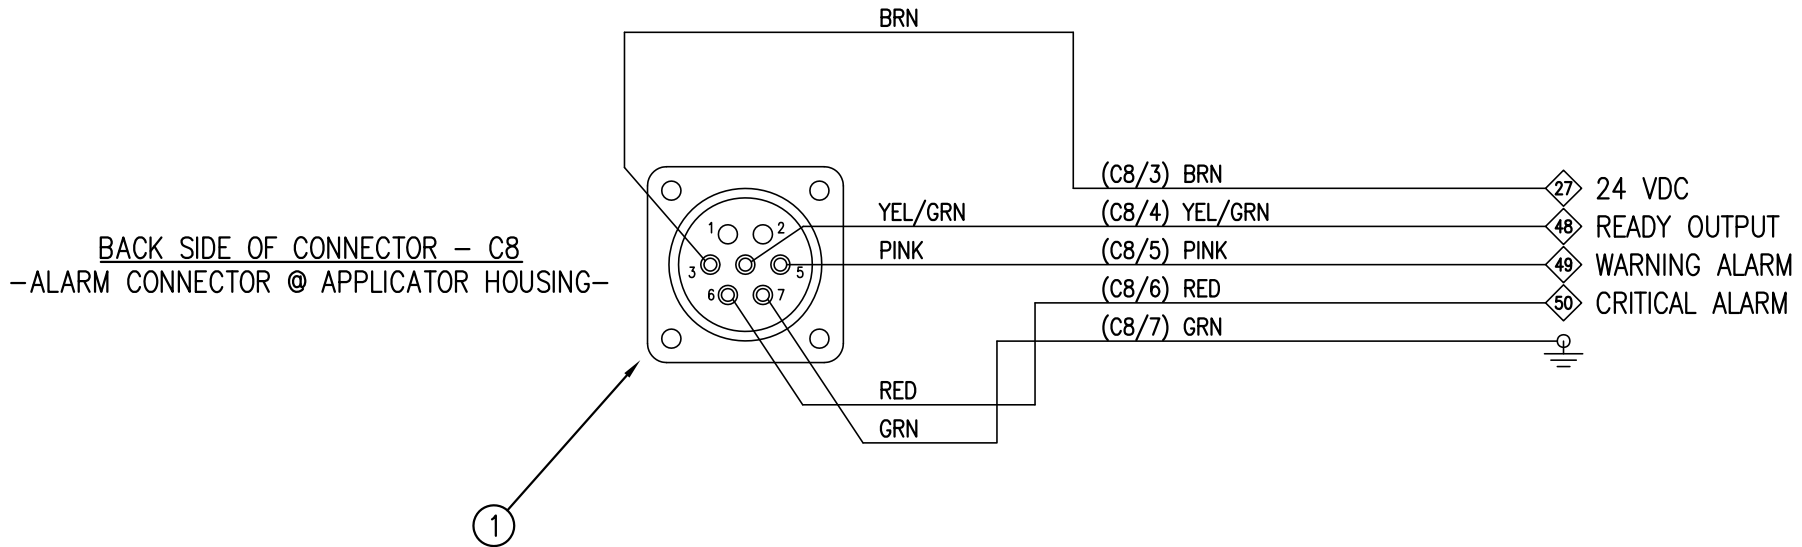 BRN
(C8/3) BRN
27 24 VDC
YEL/GRN
(C8/4) YEL/GRN
48 READY OUTPUT
PINK
(C8/5) PINK
49 WARNING ALARM
(C8/6) RED
50 CRITICAL ALARM
(C8/7) GRN
BACK SIDE OF CONNECTOR - C8
-ALARM CONNECTOR @ APPLICATOR HOUSING-
1 2
3 5
6 7
RED
GRN
1